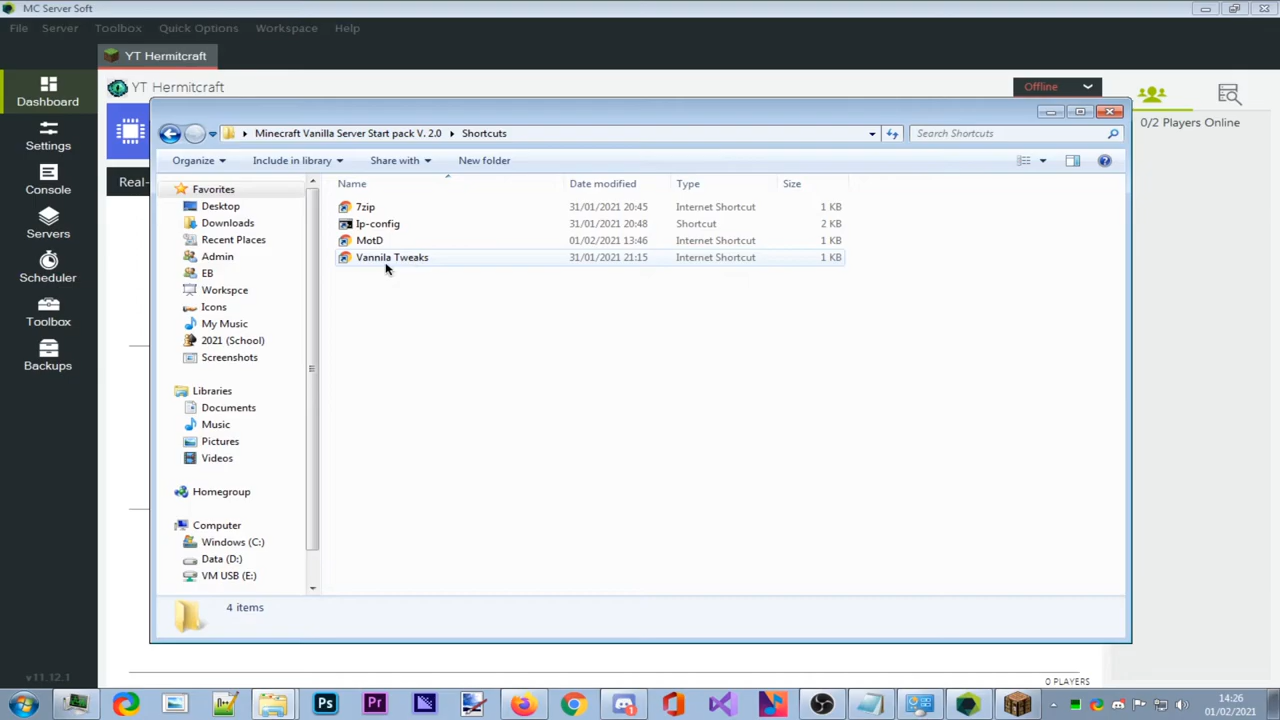 MC Server Soft
File Server Toolbox Quick Options Workspace Help
YT Hermitcraft
Dashboard
Settings
Console
Servers
Scheduler
Toolbox
Backups
v11.12.1
YT Hermitcraft
Offline
0/2 Players Online
Real-
Minecraft Vanilla Server Start pack V. 2.0 Shortcuts
Search Shortcuts
Organize Include in library Share with New folder
Favorites
Desktop
Downloads
Recent Places
Admin
EB
Workspce
Icons
My Music
2021 (School)
Screenshots
Libraries
Documents
Music
Pictures
Videos
Homegroup
Computer
Windows (C:)
Data (D:)
VM USB (E:)
Name Date modified Type Size
7zip 31/01/2021 20:45 Internet Shortcut 1 KB
Ip-config 31/01/2021 20:48 Shortcut 2 KB
MotD 01/02/2021 13:46 Internet Shortcut 1 KB
Vannila Tweaks 31/01/2021 21:15 Internet Shortcut 1 KB
4 items
0 PLAYERS
Ps
Pr
14:26
01/02/2021